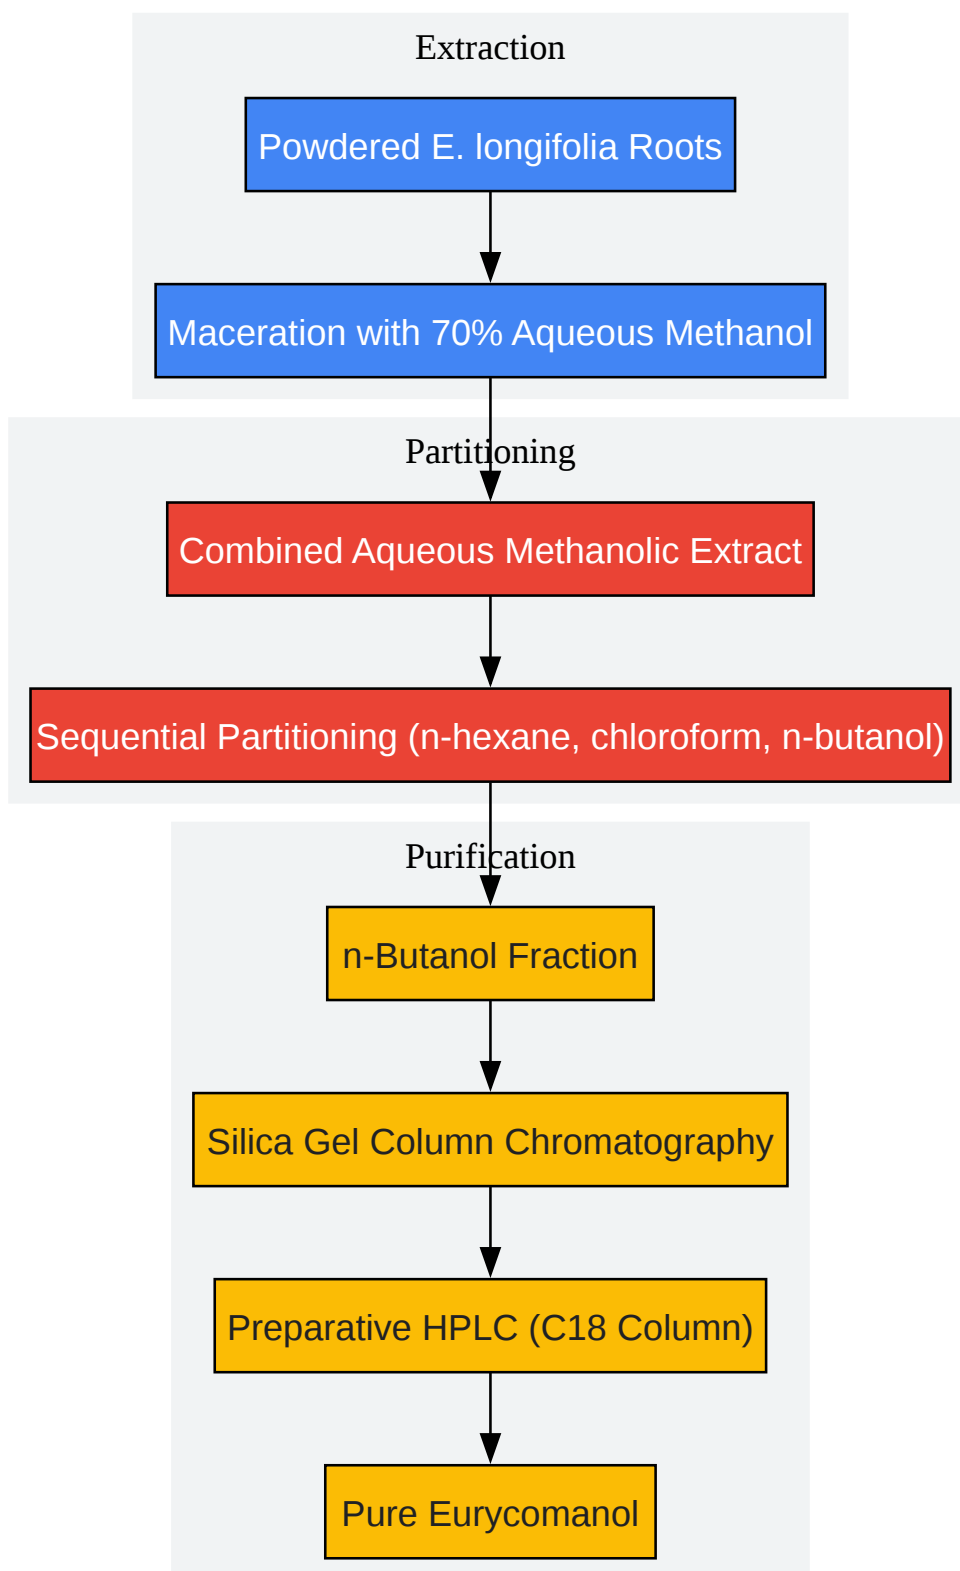 Extraction
Powdered E. longifolia Roots
Maceration with 70% Aqueous Methanol
Partitioning
Combined Aqueous Methanolic Extract
Sequential Partitioning (n-hexane, chloroform, n-butanol)
Purification
n-Butanol Fraction
Silica Gel Column Chromatography
Preparative HPLC (C18 Column)
Pure Eurycomanol